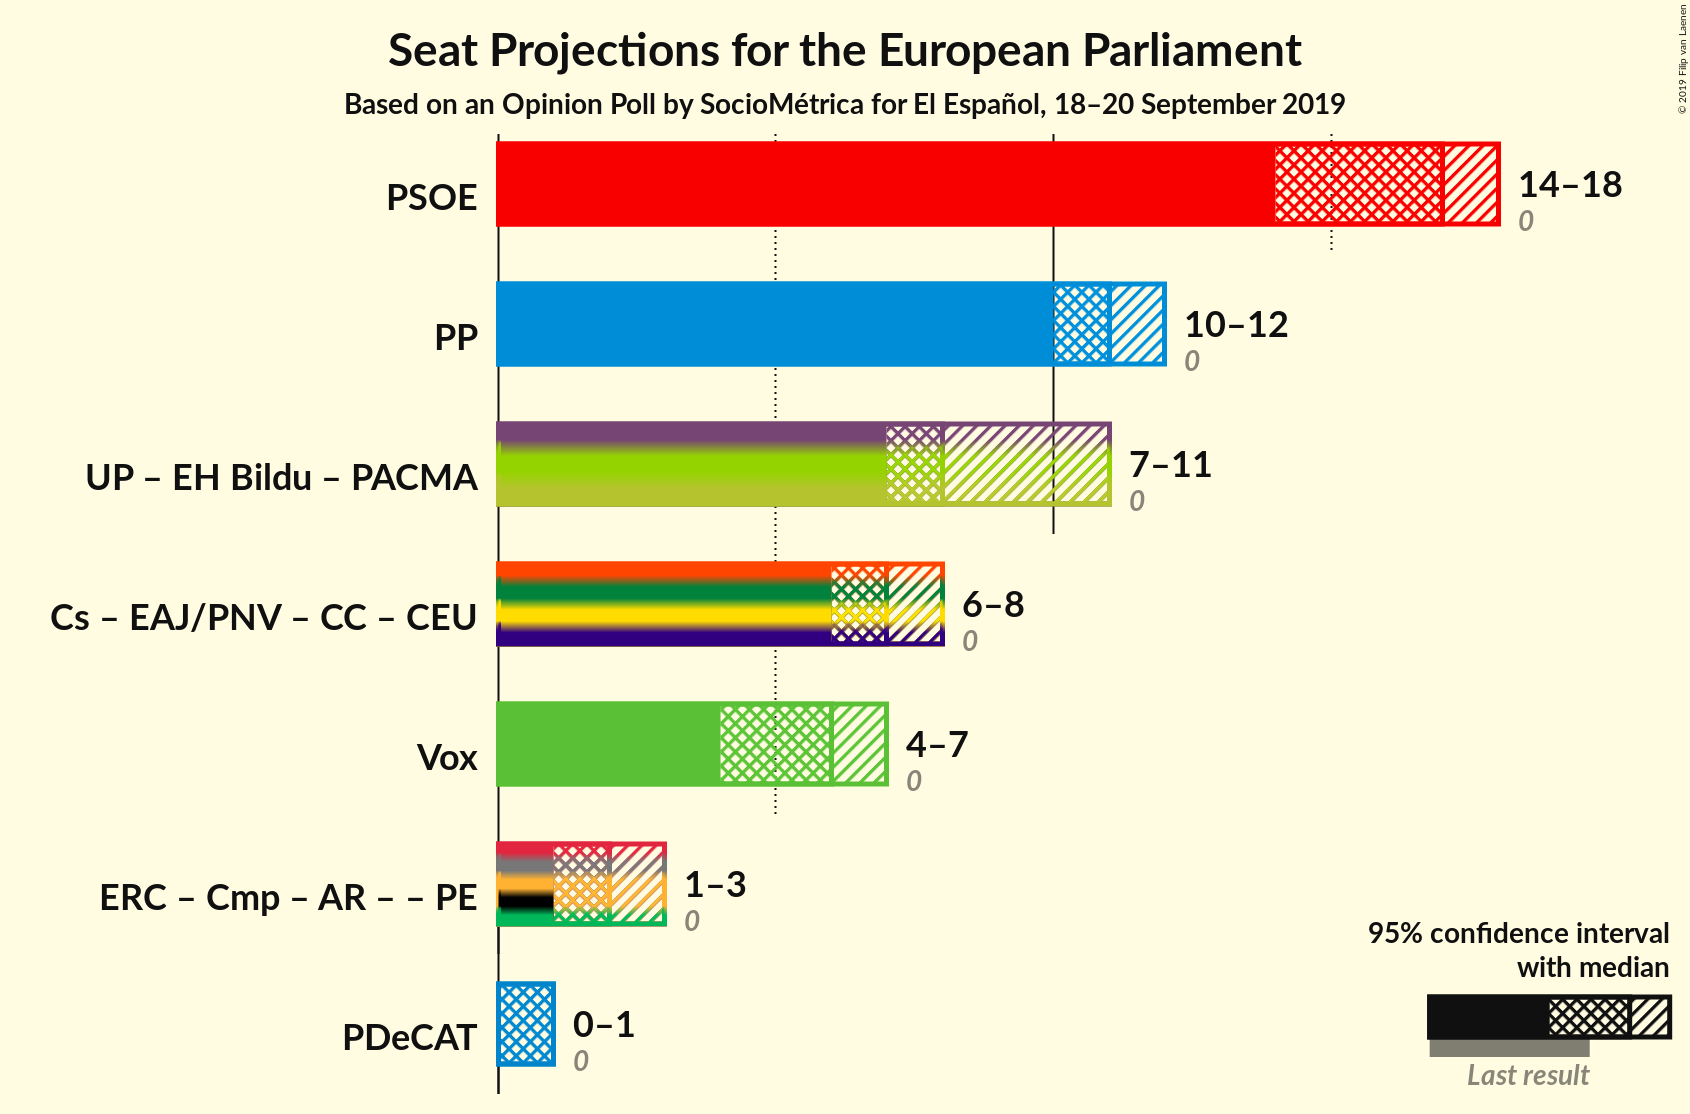 Seat Projections for the European Parliament
Based on an Opinion Poll by SocioMétrica for El Español, 18–20 September 2019
© 2019 Filip van Laenen
PSOE
14–18
0
PP
10–12
0
UP – EH Bildu – PACMA
7–11
0
Cs – EAJ/PNV – CC – CEU
6–8
0
Vox
4–7
0
ERC – Cmp – AR – – PE
1–3
0
PDeCAT
0–1
0
95% confidence interval
with median
Last result